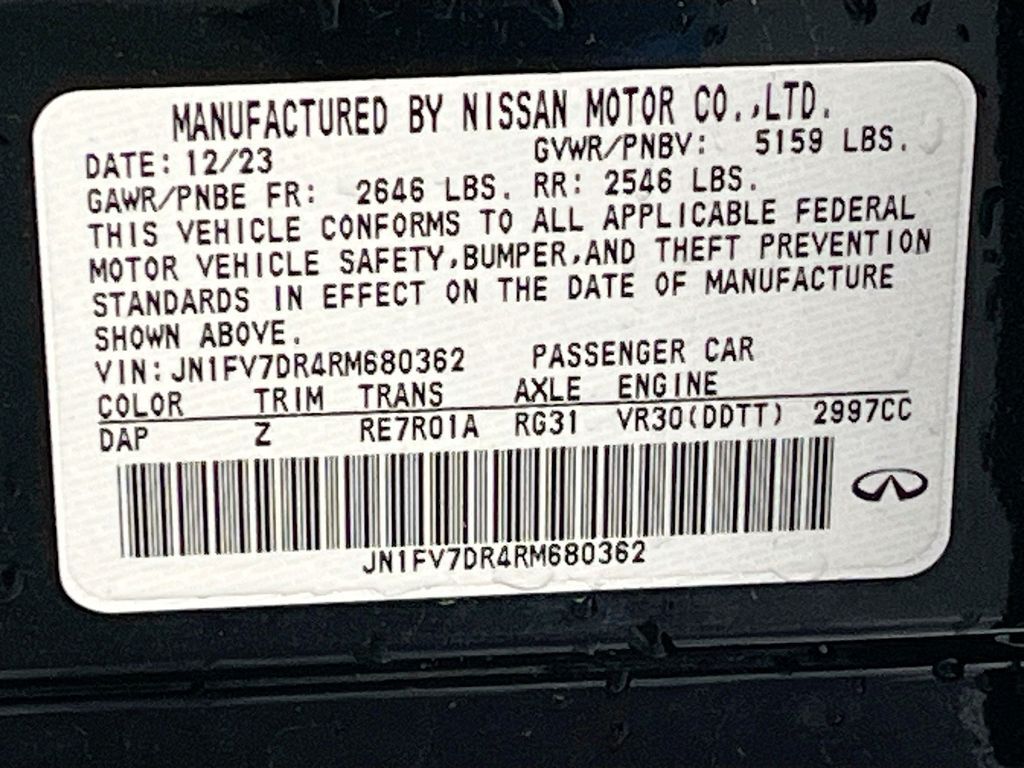 MANUFACTURED BY NISSAN MOTOR CO.,LTD.
DATE: 12/23 GVWR/PNBV: 5159 LBS.
GAWR/PNBE FR: 2646 LBS. RR: 2546 LBS.
THIS VEHICLE CONFORMS TO ALL APPLICABLE FEDERAL
MOTOR VEHICLE SAFETY,BUMPER,AND THEFT PREVENTION
STANDARDS IN EFFECT ON THE DATE OF MANUFACTURE
SHOWN ABOVE.
VIN: JN1FV7DR4RM680362 PASSENGER CAR
COLOR TRIM TRANS AXLE ENGINE
DAP Z RE7R01A RG31 VR30(DDTT) 2997CC
JN1FV7DR4RM680362